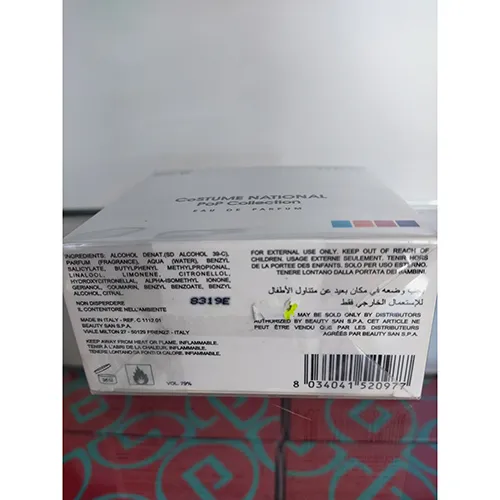 CoSTUME NATIONAL
PoP Collection
EAU DE PARFUM
INGREDIENTS: ALCOHOL DENAT.(SD ALCOHOL 39-C),
PARFUM (FRAGRANCE), AQUA (WATER), BENZYL
SALICYLATE, BUTYLPHENYL METHYLPROPIONAL,
LINALOOL, LIMONENE, CITRONELLOL,
HYDROXYCITRONELLAL, ALPHA-ISOMETHYL IONONE,
GERANIOL, COUMARIN, BENZYL BENZOATE, BENZYL
ALCOHOL, CITRAL.
NON DISPERDERE
IL CONTENITORE NELL'AMBIENTE
8319E
MADE IN ITALY - REF. C 1112 01
BEAUTY SAN S.P.A.
VIALE MILTON 27 - 50129 FIRENZE - ITALY
KEEP AWAY FROM HEAT OR FLAME, INFLAMMABLE.
TENIR À L'ABRI DE LA CHALEUR, INFLAMMABLE.
TENERE LONTANO DA FONTI DI CALORE, INFIAMMABILE.
VOL. 79%
FOR EXTERNAL USE ONLY. KEEP OUT OF REACH OF
CHILDREN. USAGE EXTERNE SEULEMENT. TENIR HORS
DE LA PORTEE DES ENFANTS. SOLO PER USO ESTERNO.
TENERE LONTANO DALLA PORTATA DEI BAMBINI.
وضعه في مكان بعيد عن متناول الأطفال
للإستعمال الخارجي فقط
MAY BE SOLD ONLY BY DISTRIBUTORS
AUTHORIZED BY BEAUTY SAN S.P.A. CET ARTICLE NE
PEUT ÊTRE VENDU QUE PAR LES DISTRIBUTEURS
AGRÉÉS PAR BEAUTY SAN S.P.A.
8 034041 520977